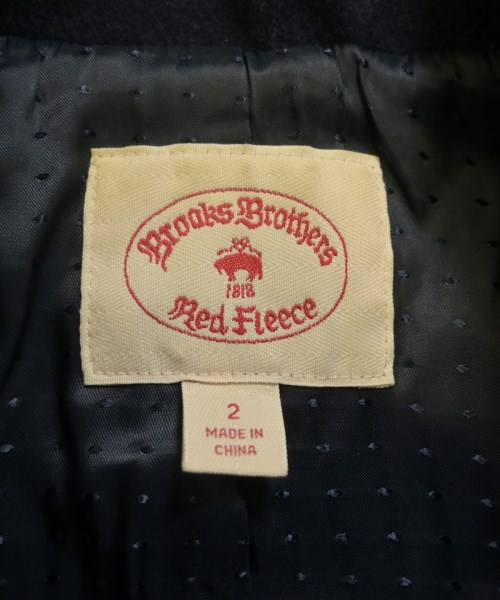 Brooks Brothers
1818
Red Fleece
2
MADE IN
CHINA